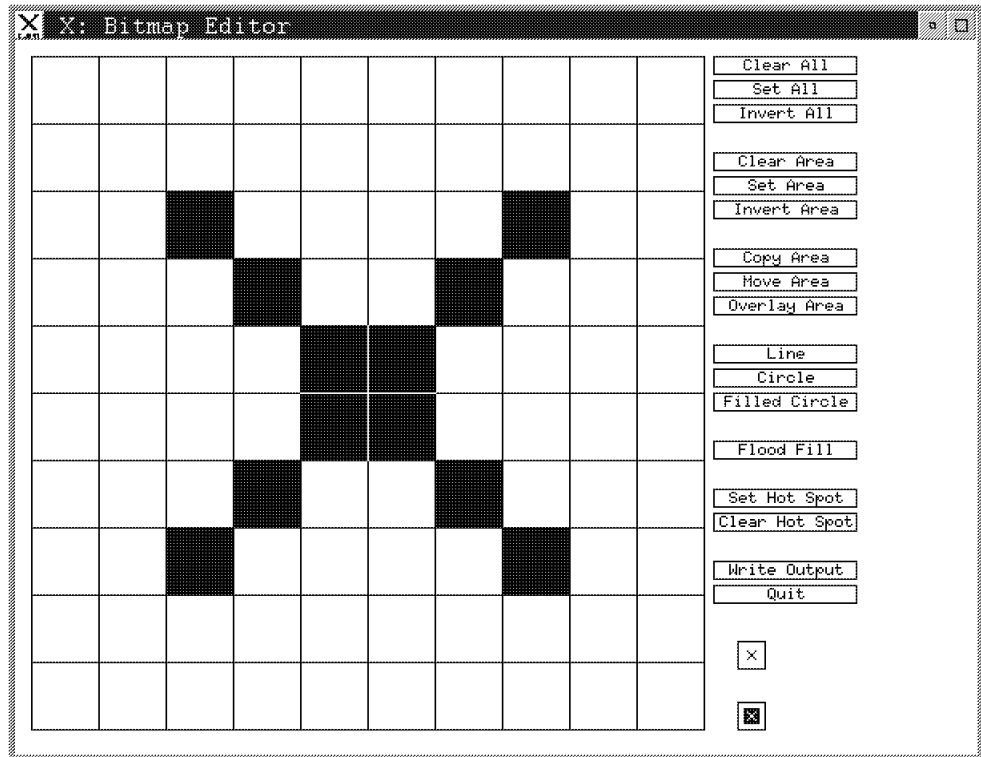 X: Bitmap Editor
Clear All
Set All
Invert All
Clear Area
Set Area
Invert Area
Copy Area
Move Area
Overlay Area
Line
Circle
Filled Circle
Flood Fill
Set Hot Spot
Clear Hot Spot
Write Output
Quit